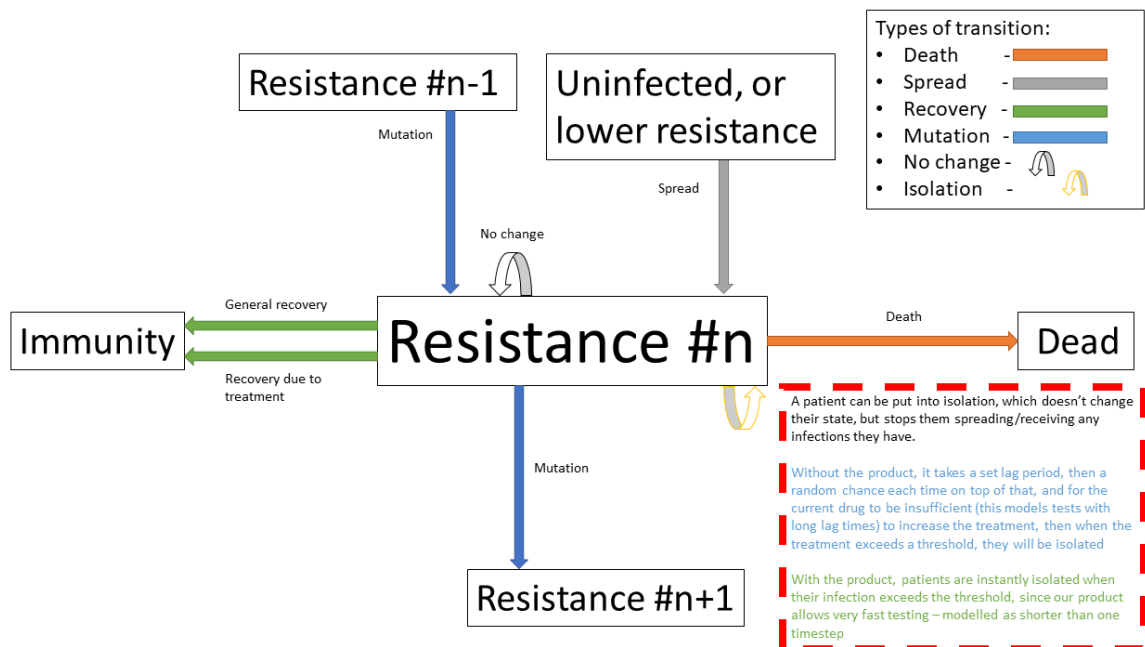 Types of transition:
• Death -
• Spread -
• Recovery -
• Mutation -
• No change -
• Isolation -
Resistance #n-1
Uninfected, or
lower resistance
Mutation
Spread
No change
General recovery
Immunity
Recovery due to
treatment
Resistance #n
Death
Dead
Mutation
Resistance #n+1
A patient can be put into isolation, which doesn’t change
their state, but stops them spreading/receiving any
infections they have.
Without the product, it takes a set lag period, then a
random chance each time on top of that, and for the
current drug to be insufficient (this models tests with
long lag times) to increase the treatment, then when the
treatment exceeds a threshold, they will be isolated
With the product, patients are instantly isolated when
their infection exceeds the threshold, since our product
allows very fast testing – modelled as shorter than one
timestep